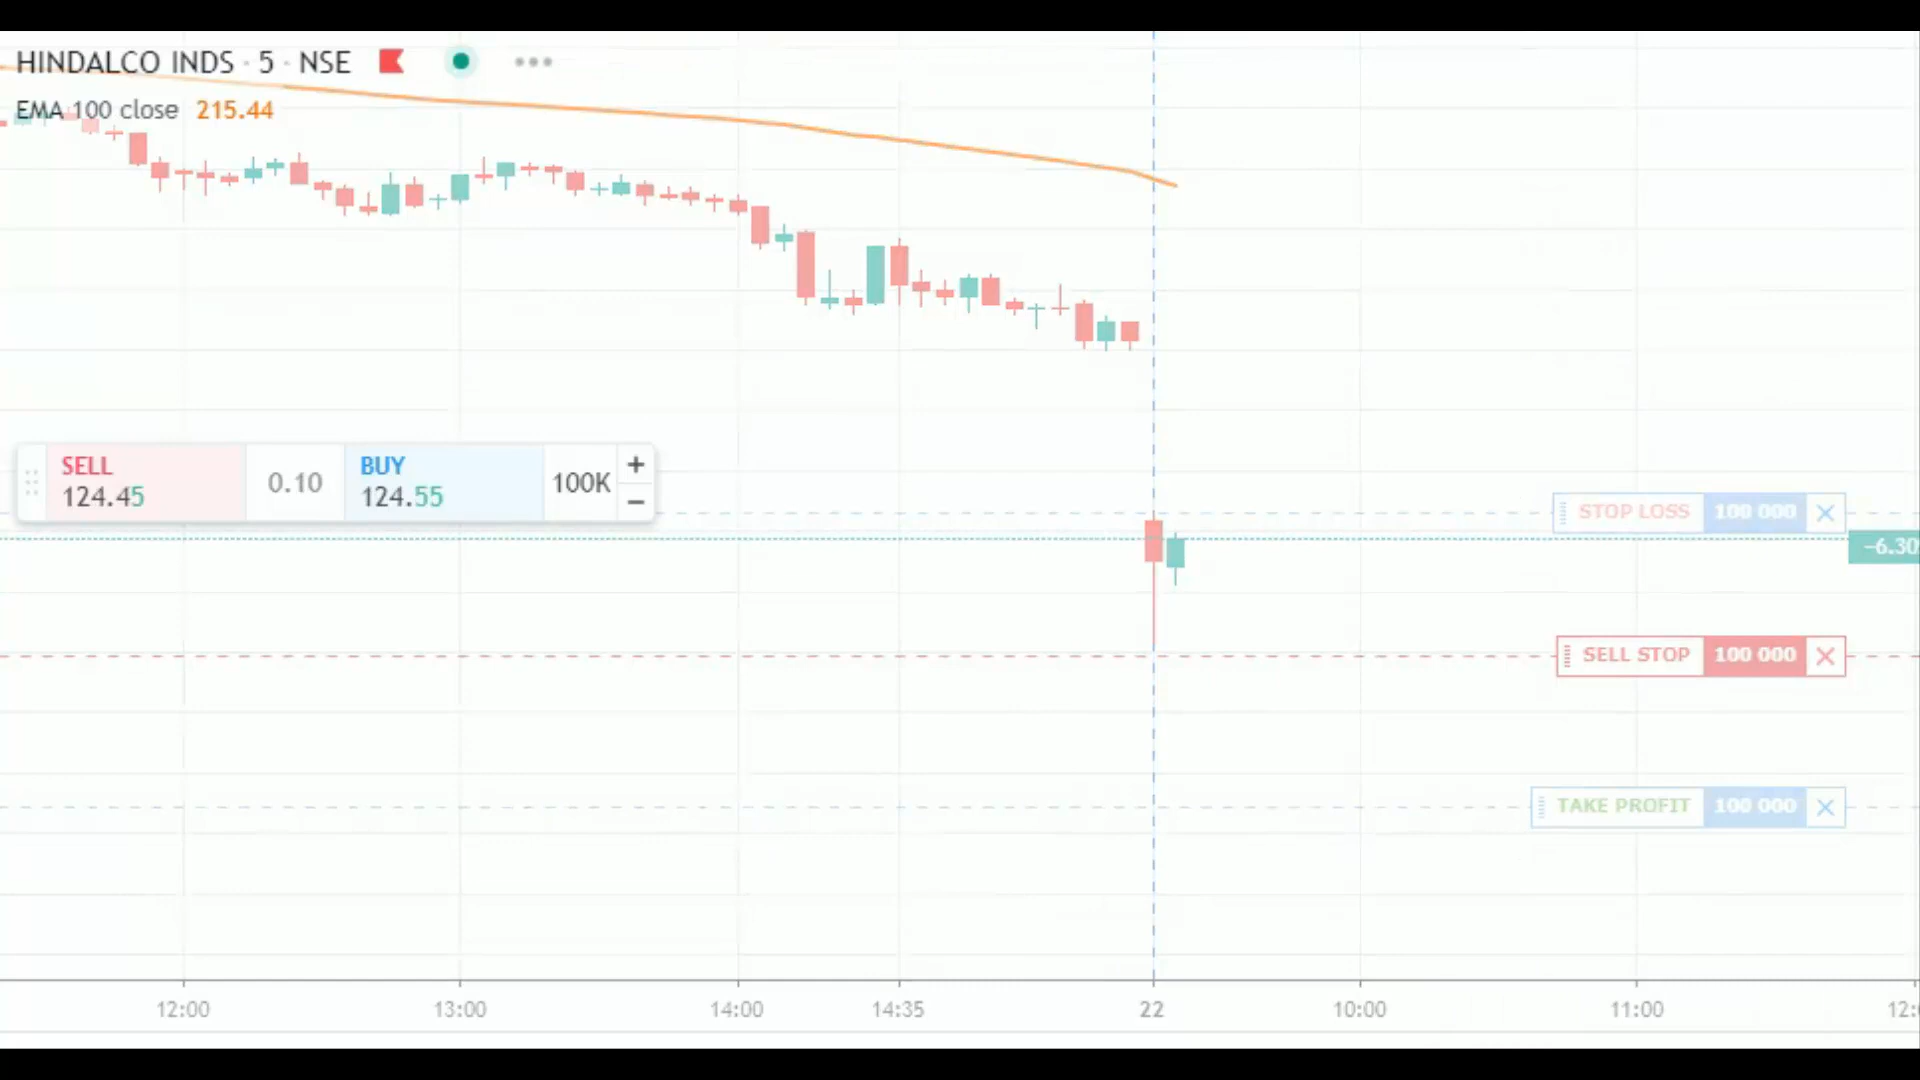 HINDALCO INDS · 5 · NSE
EMA 100 close 215.44
SELL
124.45
0.10
BUY
124.55
100K
+
−
STOP LOSS 100 000
−6.30
SELL STOP 100 000
TAKE PROFIT 100 000
12:00 13:00 14:00 14:35 22 10:00 11:00